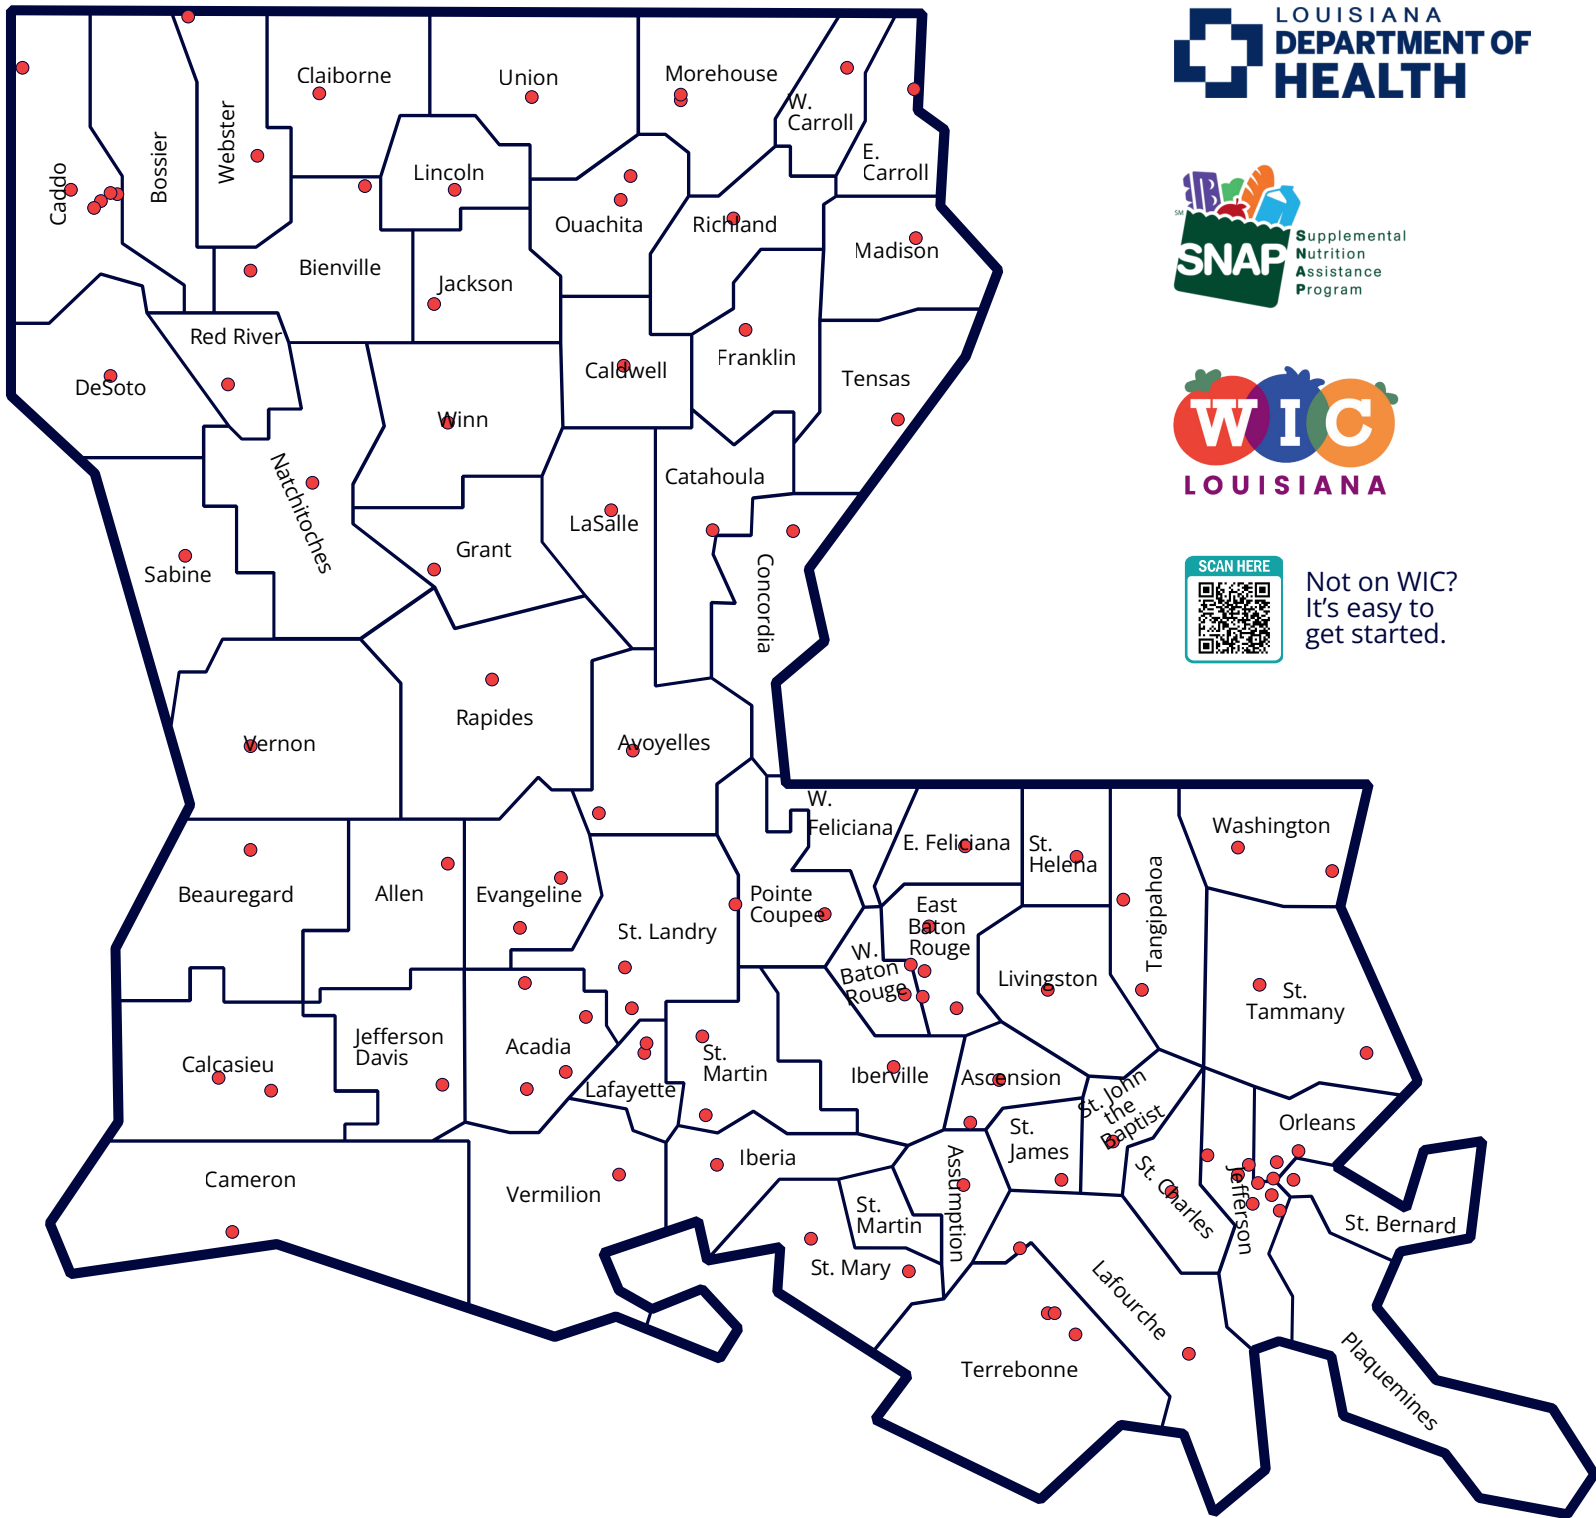 LOUISIANA
DEPARTMENT OF
HEALTH
SM
SNAP
Supplemental
Nutrition
Assistance
Program
WIC
LOUISIANA
SCAN HERE
Not on WIC?
It's easy to
get started.
Caddo
Bossier
Webster
Claiborne
Union
Morehouse
W.
Carroll
E.
Carroll
Lincoln
Ouachita
Richland
Madison
Bienville
Jackson
Red River
DeSoto
Caldwell
Franklin
Tensas
Winn
Natchitoches
Catahoula
LaSalle
Grant
Sabine
Concordia
Rapides
Vernon
Avoyelles
W.
Feliciana
E. Feliciana
St.
Helena
Tangipahoa
Washington
Beauregard
Allen
Evangeline
St. Landry
Pointe
Coupee
East
Baton
Rouge
W.
Baton
Rouge
Livingston
St.
Tammany
Calcasieu
Jefferson
Davis
Acadia
Lafayette
St.
Martin
Iberville
Ascension
St. John
the
Baptist
Orleans
St.
James
Assumption
St. Charles
Jefferson
St. Bernard
Cameron
Vermilion
Iberia
St.
Martin
St. Mary
Lafourche
Terrebonne
Plaquemines